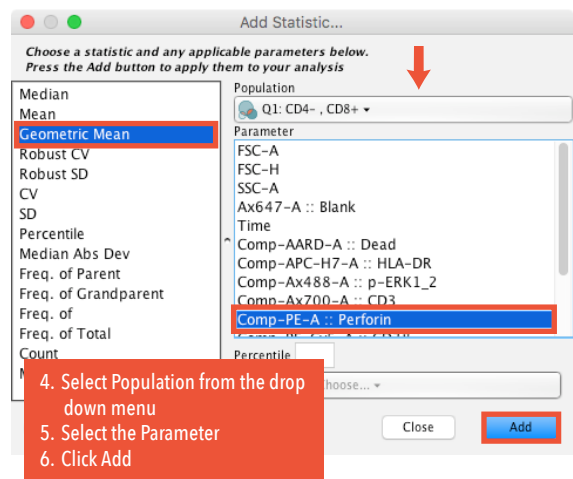 Add Statistic...
Choose a statistic and any applicable parameters below.
Press the Add button to apply them to your analysis
Median
Mean
Geometric Mean
Robust CV
Robust SD
CV
SD
Percentile
Median Abs Dev
Freq. of Parent
Freq. of Grandparent
Freq. of
Freq. of Total
Count
Population
Q1: CD4- , CD8+
Parameter
FSC-A
FSC-H
SSC-A
Ax647-A :: Blank
Time
Comp-AARD-A :: Dead
Comp-APC-H7-A :: HLA-DR
Comp-Ax488-A :: p-ERK1_2
Comp-Ax700-A :: CD3
Comp-PE-A :: Perforin
Percentile
hoose...
4. Select Population from the drop
down menu
5. Select the Parameter
6. Click Add
Close
Add